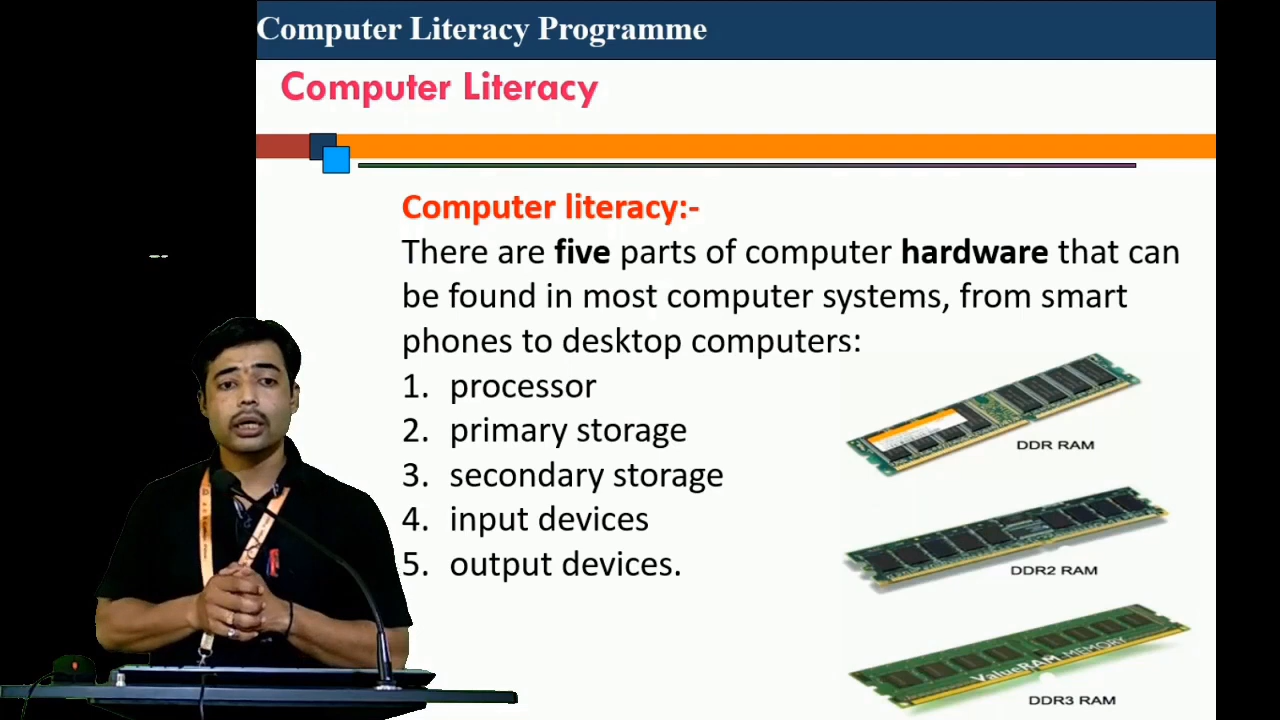 Computer Literacy Programme
Computer Literacy
Computer literacy:-
There are five parts of computer hardware that can
be found in most computer systems, from smart
phones to desktop computers:
1. processor
2. primary storage
3. secondary storage
4. input devices
5. output devices.
DDR RAM
DDR2 RAM
ValueRAM MEMORY
DDR3 RAM